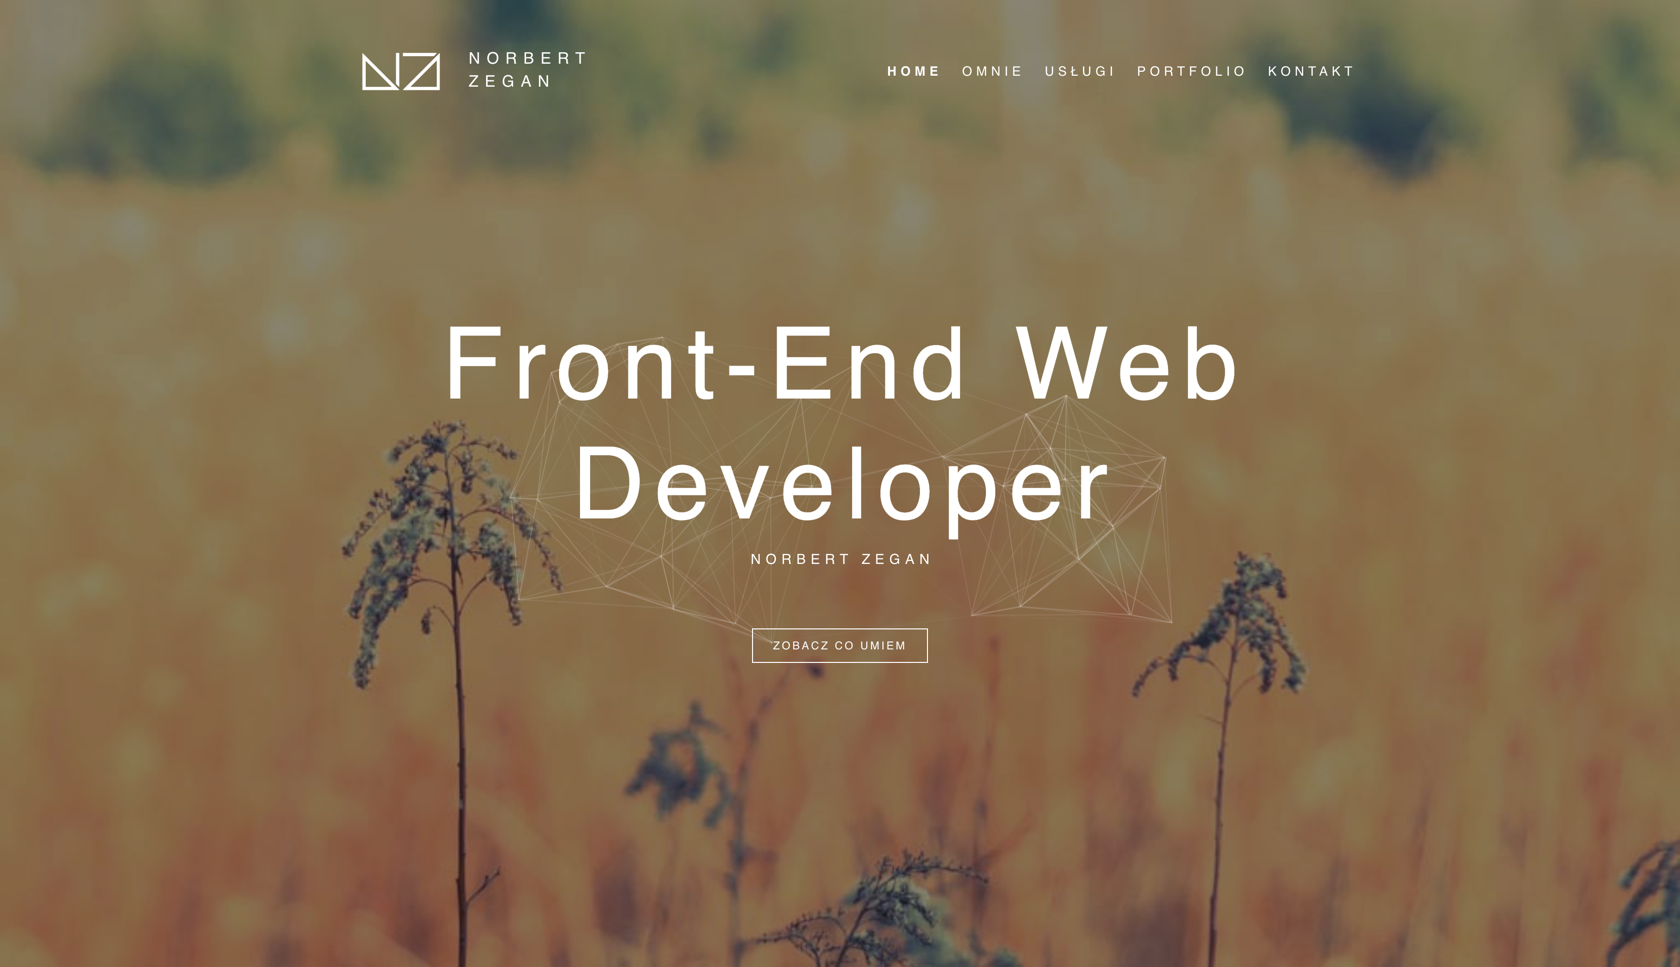 NORBERT
ZEGAN
HOME OMNIE USŁUGI PORTFOLIO KONTAKT
Front-End Web
Developer
NORBERT ZEGAN
ZOBACZ CO UMIEM